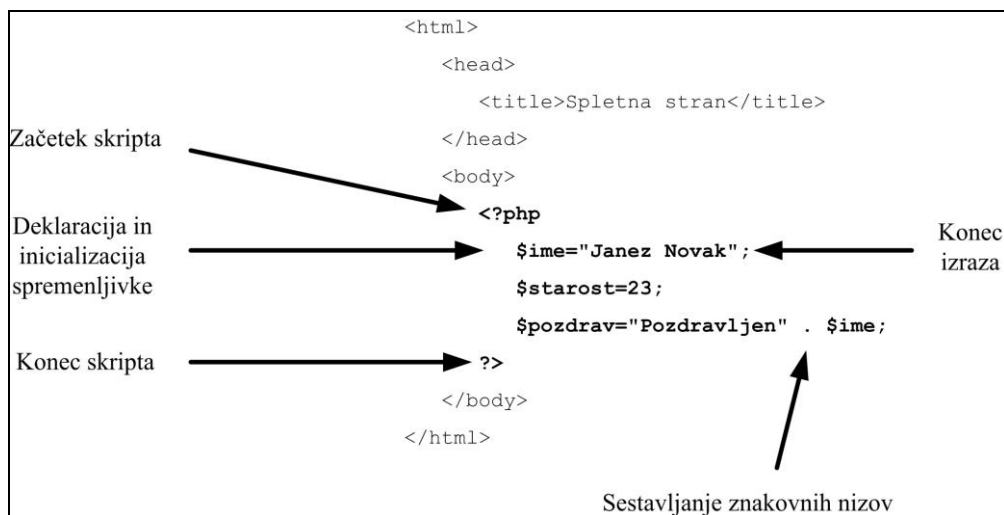 <html>
<head>
<title>Spletna stran</title>
</head>
Začetek skripta
<body>
<?php
Deklaracija in
inicializacija
spremenljivke
$ime="Janez Novak";
Konec
izraza
$starost=23;
$pozdrav="Pozdravljen" . $ime;
Konec skripta
?>
</body>
</html>
Sestavljanje znakovnih nizov